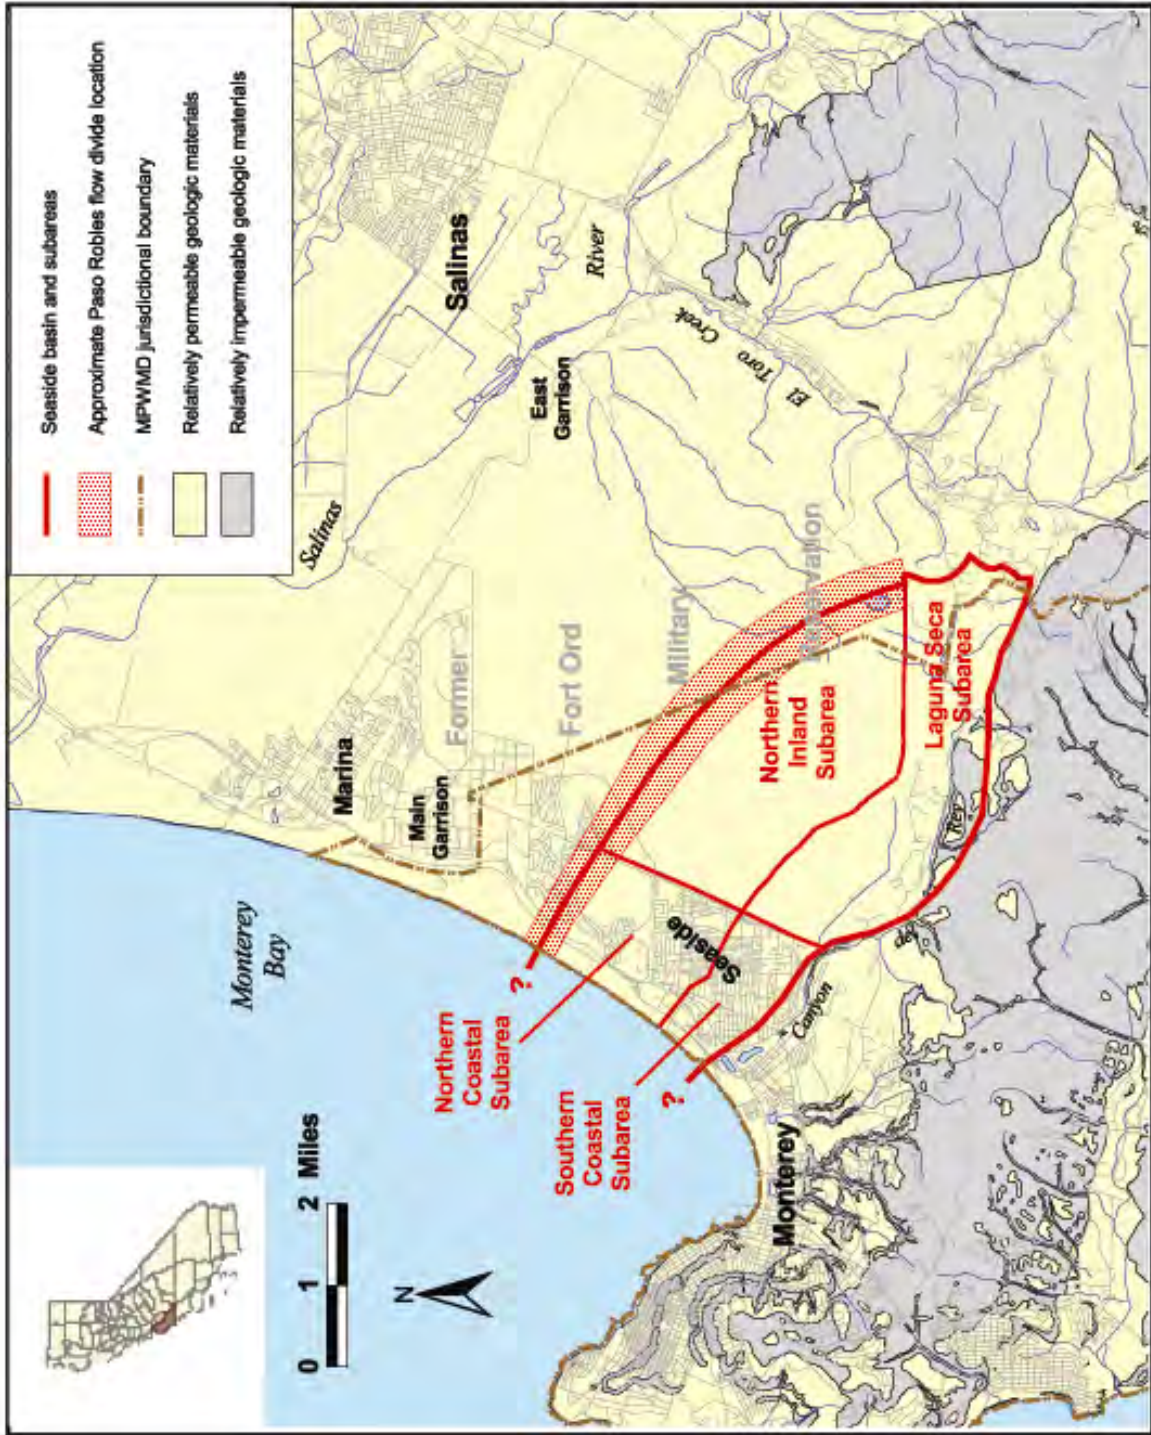 Seaside basin and subareas
Approximate Paso Robles flow divide location
MPWMD jurisdictional boundary
Relatively permeable geologic materials
Relatively impermeable geologic materials
0 1 2 Miles
N
Monterey
Bay
Salinas
River
Salinas
El Toro Creek
East
Garrison
Marina
Main
Garrison
Former
Fort Ord
Military
Reservation
?
Northern
Coastal
Subarea
Southern
Coastal
Subarea
?
Seaside
Northern
Inland
Subarea
Laguna Seca
Subarea
Canyon
del
Rey
Monterey